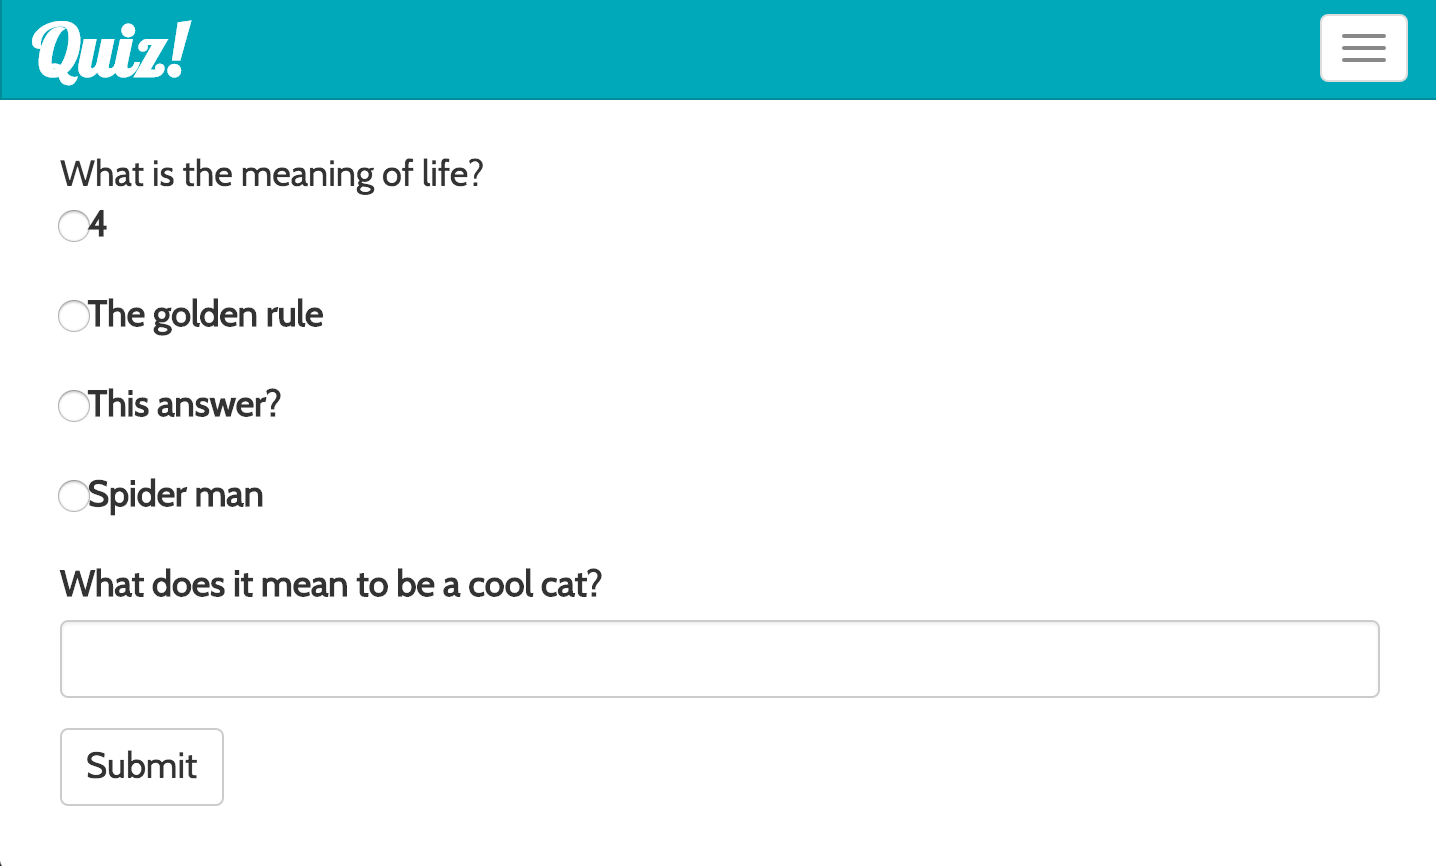 Quiz!
What is the meaning of life?
4
The golden rule
This answer?
Spider man
What does it mean to be a cool cat?
Submit